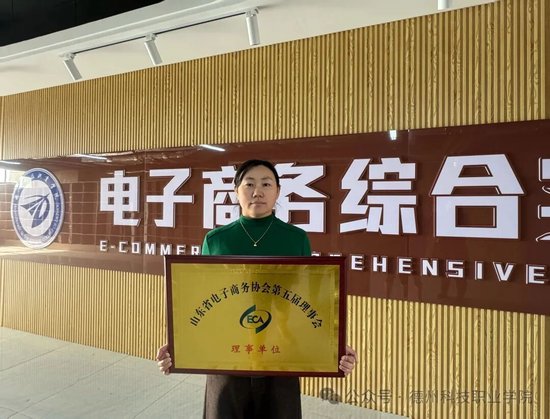 电子商务综合
E-COMMER
REHENSIVE
山东省电子商务协会第五届理事会
ECA
理事单位
公众号 · 德州科技职业学院